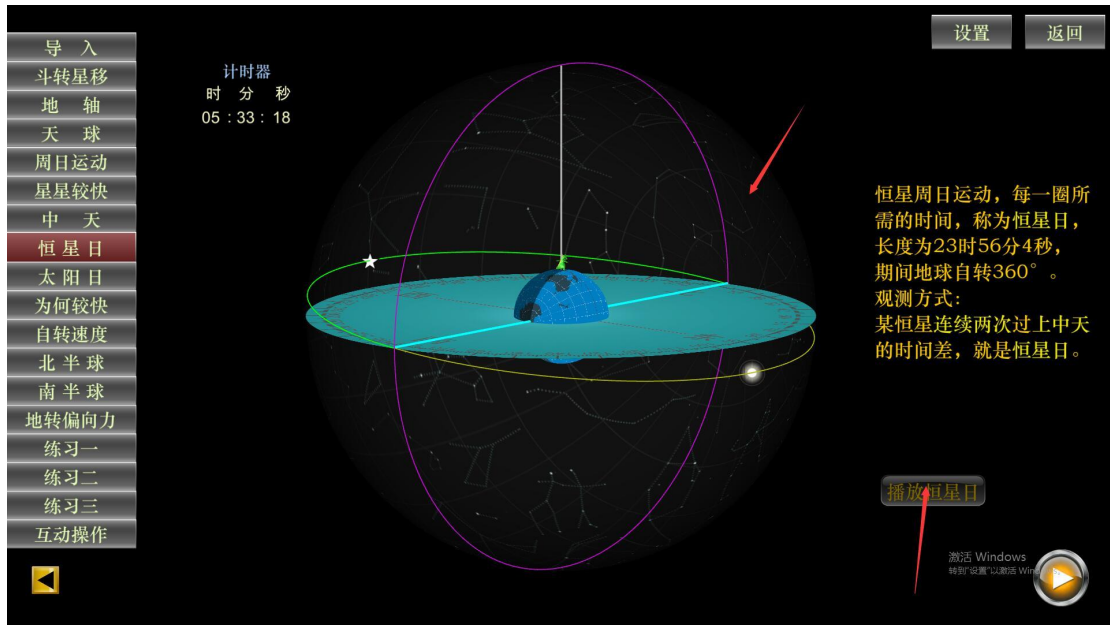 设置
返回
导 入
斗转星移
地 轴
天 球
周日运动
星星较快
中 天
恒 星 日
太 阳 日
为何较快
自转速度
北 半 球
南 半 球
地转偏向力
练习一
练习二
练习三
互动操作
计时器
时 分 秒
05 : 33 : 18
恒星周日运动，每一圈所
需的时间，称为恒星日，
长度为23时56分4秒，
期间地球自转360°。
观测方式：
某恒星连续两次过上中天
的时间差，就是恒星日。
播放恒星日
激活 Windows
转到"设置"以激活 Win